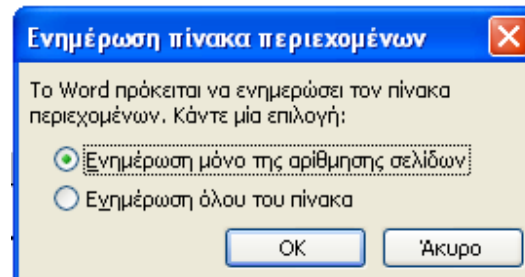 Ενημέρωση πίνακα περιεχομένων
Το Word πρόκειται να ενημερώσει τον πίνακα
περιεχομένων. Κάντε μία επιλογή:
Ενημέρωση μόνο της αρίθμησης σελίδων
Ενημέρωση όλου του πίνακα
OK Άκυρο